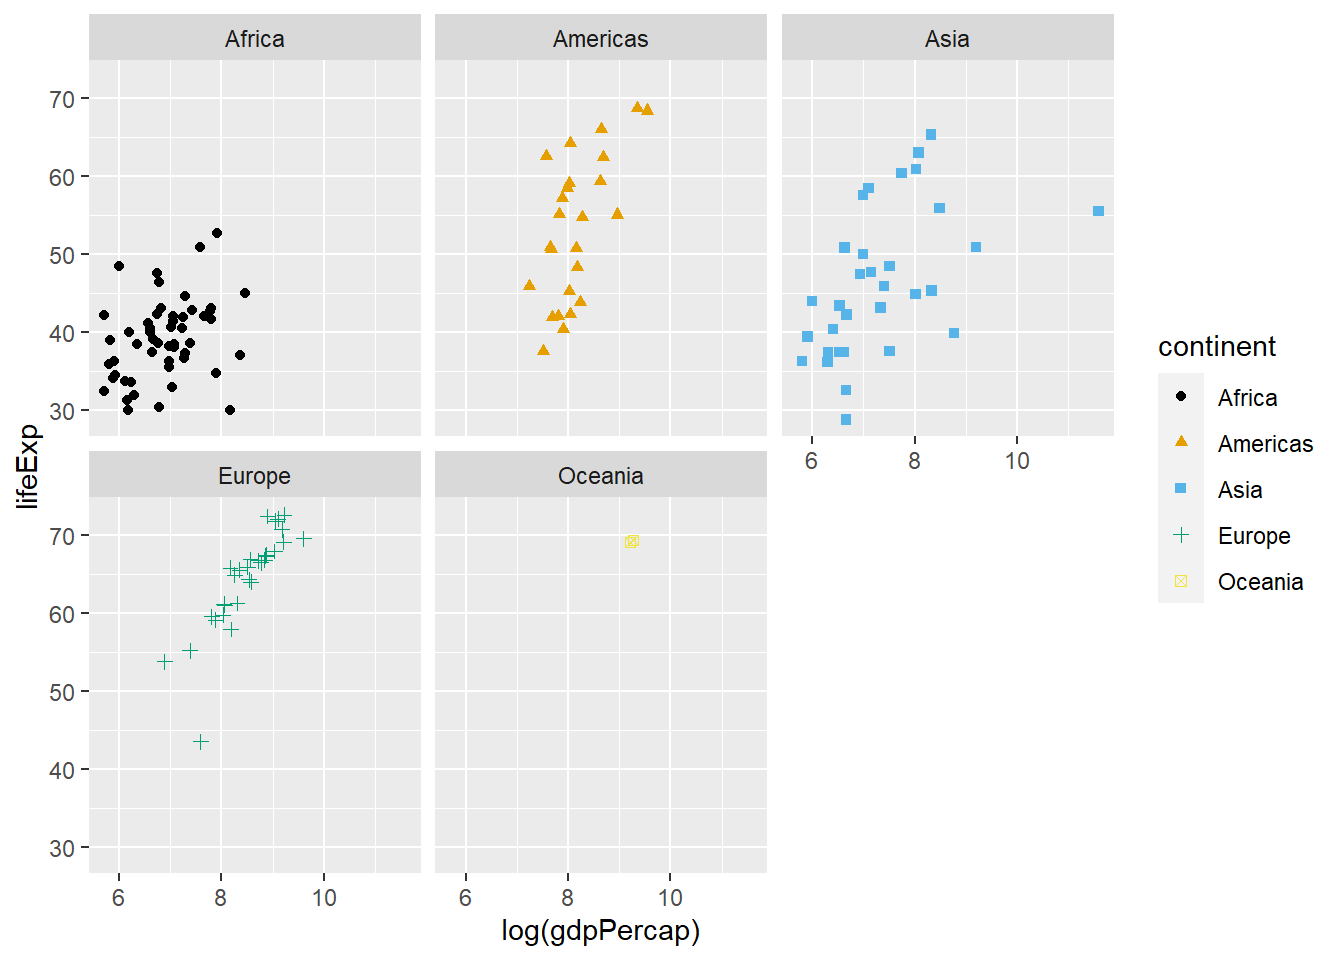 Africa Americas Asia
70
60
50
40
30
6 8 10
Europe Oceania
70
60
50
40
30
6 8 10 6 8 10
log(gdpPercap)
lifeExp
continent
Africa
Americas
Asia
Europe
Oceania